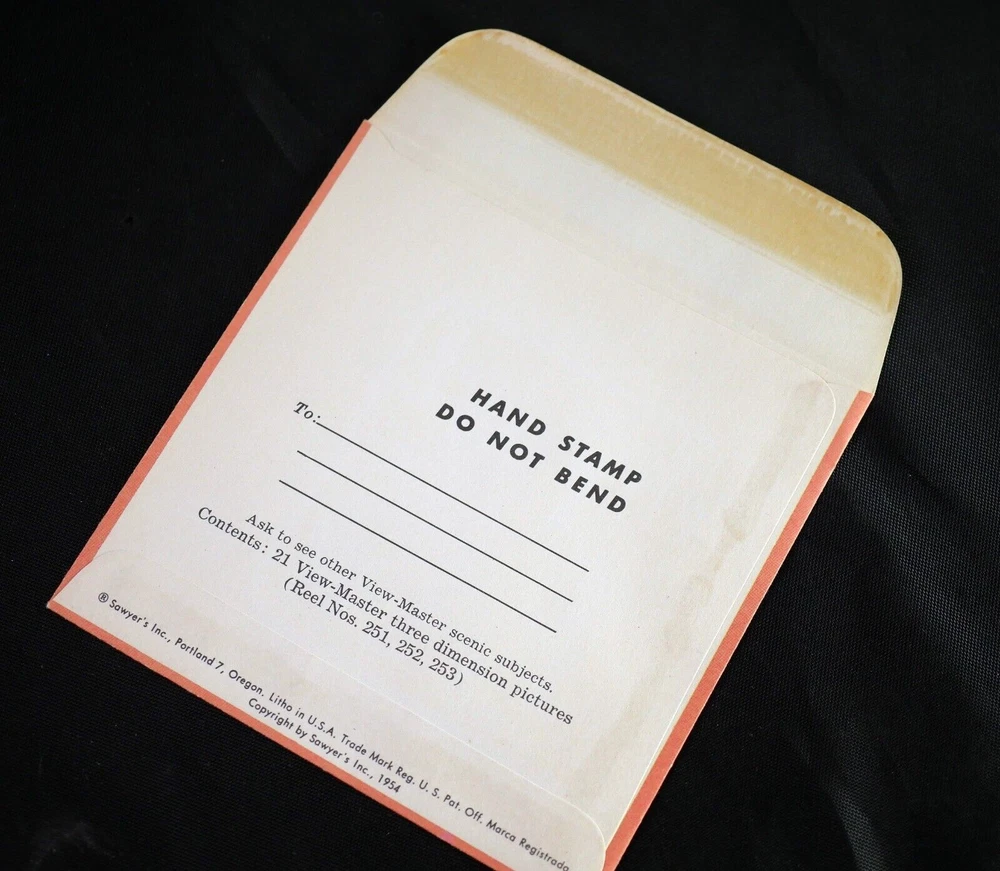 HAND STAMP
DO NOT BEND
To:
Ask to see other View-Master scenic subjects.
Contents: 21 View-Master three dimension pictures
(Reel Nos. 251, 252, 253)
® Sawyer's Inc., Portland 7, Oregon. Litho in U.S.A. Trade Mark Reg. U. S. Pat. Off. Marca Registrada
Copyright by Sawyer's Inc., 1954